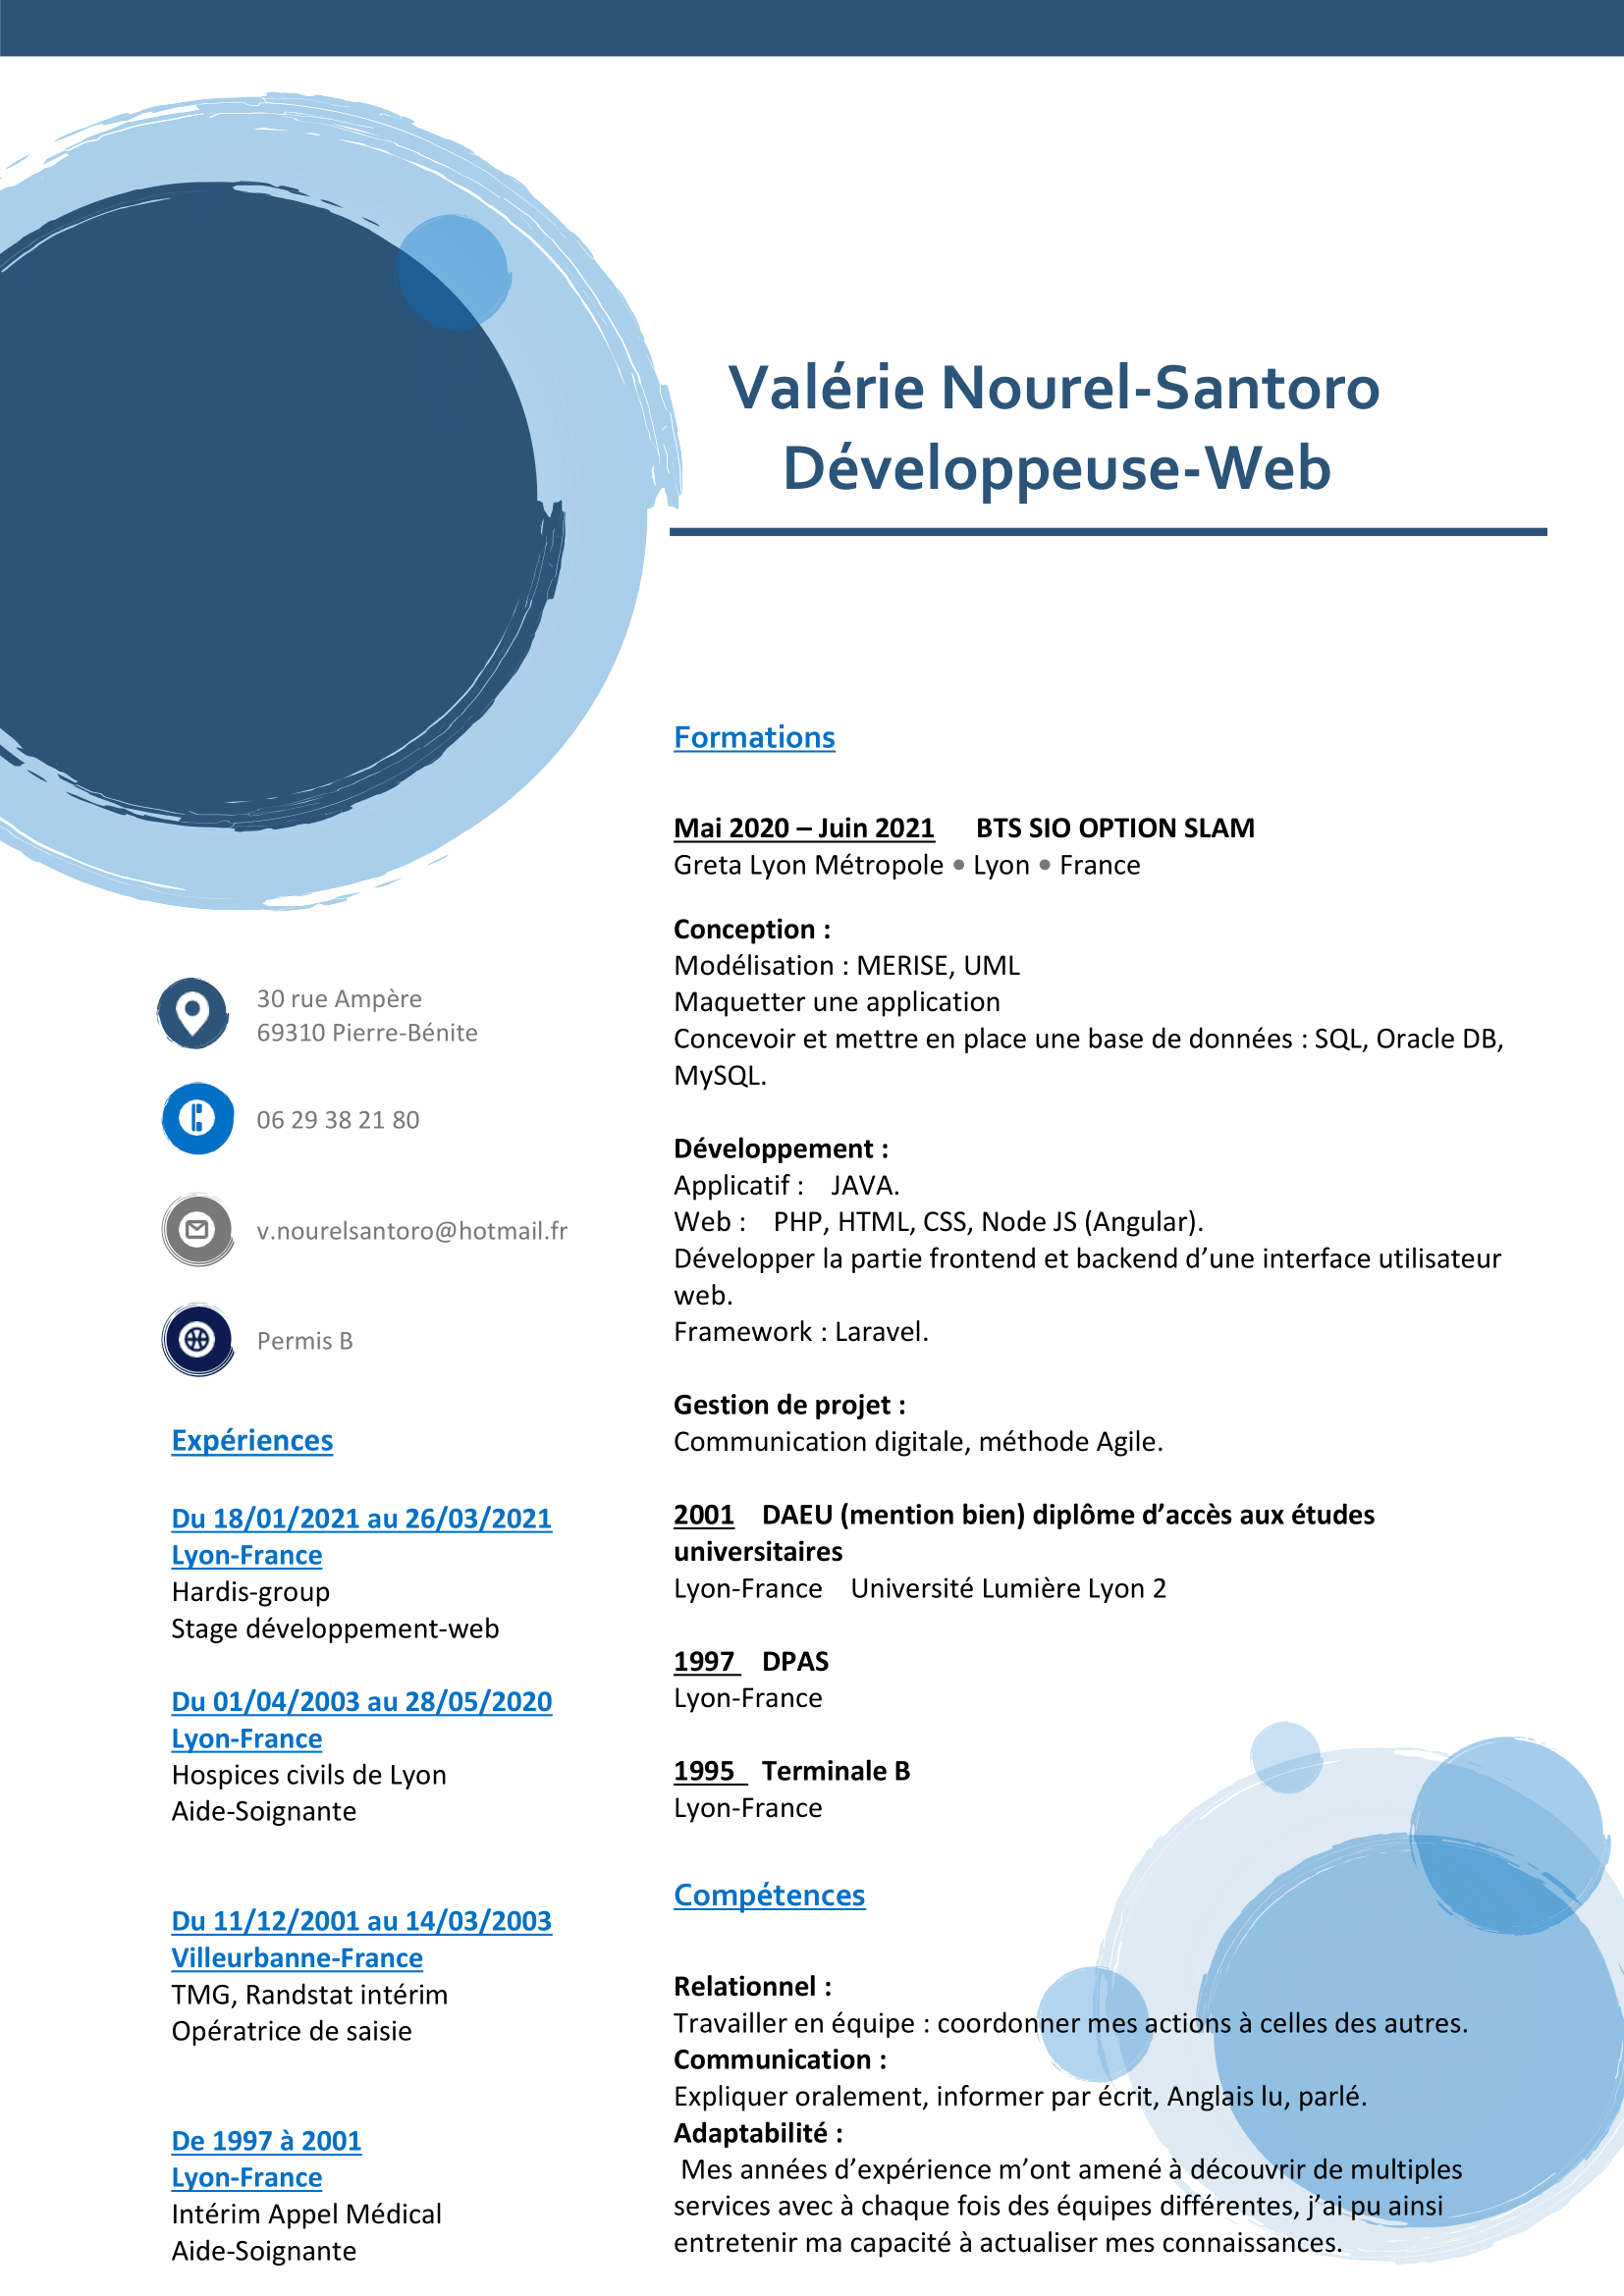 Valérie Nourel-Santoro
Développeuse-Web
30 rue Ampère
69310 Pierre-Bénite
06 29 38 21 80
v.nourelsantoro@hotmail.fr
Permis B
Expériences
Du 18/01/2021 au 26/03/2021
Lyon-France
Hardis-group
Stage développement-web
Du 01/04/2003 au 28/05/2020
Lyon-France
Hospices civils de Lyon
Aide-Soignante
Du 11/12/2001 au 14/03/2003
Villeurbanne-France
TMG, Randstat intérim
Opératrice de saisie
De 1997 à 2001
Lyon-France
Intérim Appel Médical
Aide-Soignante
Formations
Mai 2020 – Juin 2021 BTS SIO OPTION SLAM
Greta Lyon Métropole • Lyon • France
Conception :
Modélisation : MERISE, UML
Maquetter une application
Concevoir et mettre en place une base de données : SQL, Oracle DB,
MySQL.
Développement :
Applicatif : JAVA.
Web : PHP, HTML, CSS, Node JS (Angular).
Développer la partie frontend et backend d’une interface utilisateur
web.
Framework : Laravel.
Gestion de projet :
Communication digitale, méthode Agile.
2001 DAEU (mention bien) diplôme d’accès aux études
universitaires
Lyon-France Université Lumière Lyon 2
1997 DPAS
Lyon-France
1995 Terminale B
Lyon-France
Compétences
Relationnel :
Travailler en équipe : coordonner mes actions à celles des autres.
Communication :
Expliquer oralement, informer par écrit, Anglais lu, parlé.
Adaptabilité :
Mes années d’expérience m’ont amené à découvrir de multiples
services avec à chaque fois des équipes différentes, j’ai pu ainsi
entretenir ma capacité à actualiser mes connaissances.